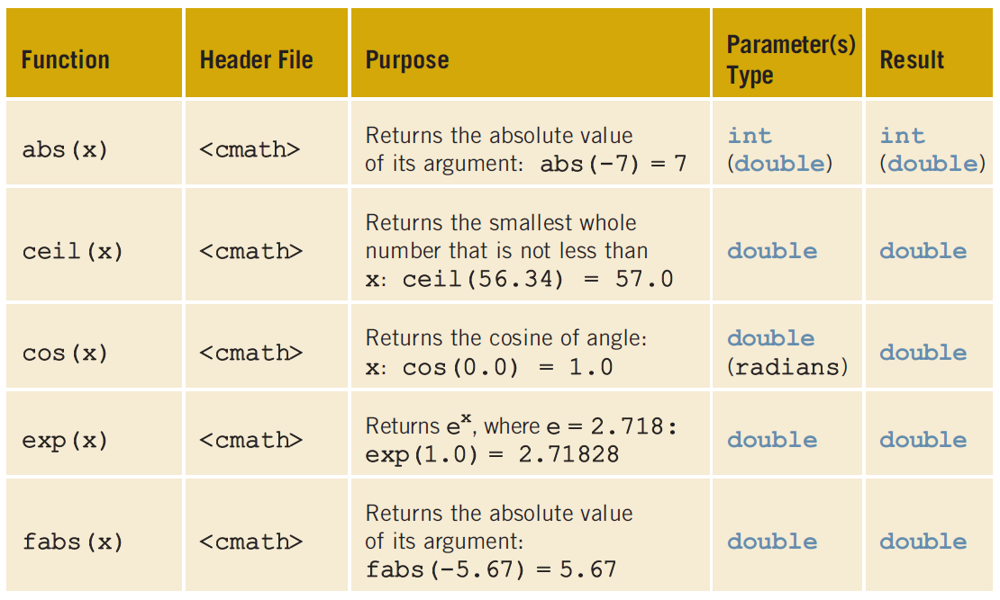 Function Header File Purpose Parameter(s) Type Result
abs(x) <cmath> Returns the absolute value int int
of its argument: abs(-7) = 7 (double) (double)
ceil(x) <cmath> Returns the smallest whole
number that is not less than double double
x: ceil(56.34) = 57.0
cos(x) <cmath> Returns the cosine of angle: double double
x: cos(0.0) = 1.0 (radians)
exp(x) <cmath> Returns eˣ, where e = 2.718: double double
exp(1.0) = 2.71828
fabs(x) <cmath> Returns the absolute value
of its argument: double double
fabs(-5.67) = 5.67